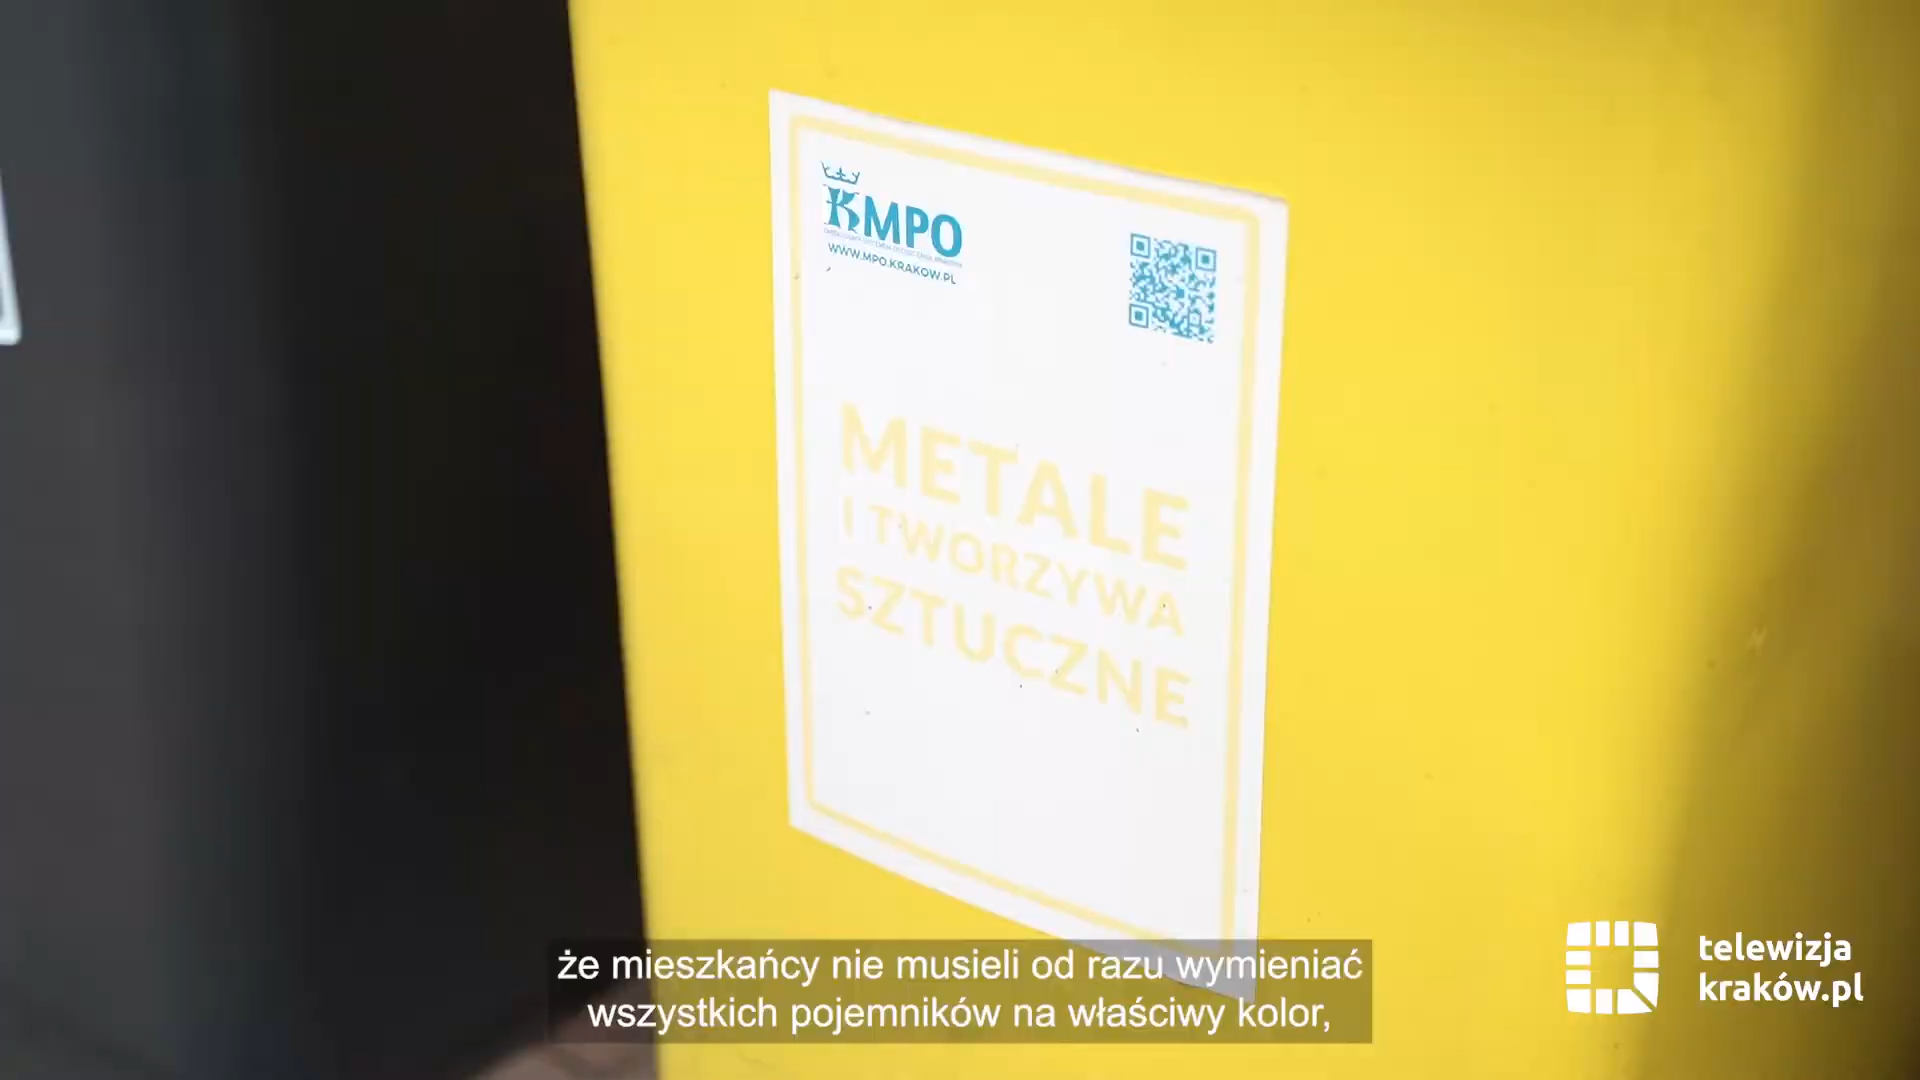 KMPO
WWW.MPO.KRAKOW.PL
METALE
I TWORZYWA
SZTUCZNE
że mieszkańcy nie musieli od razu wymieniać
wszystkich pojemników na właściwy kolor,
telewizja
kraków.pl